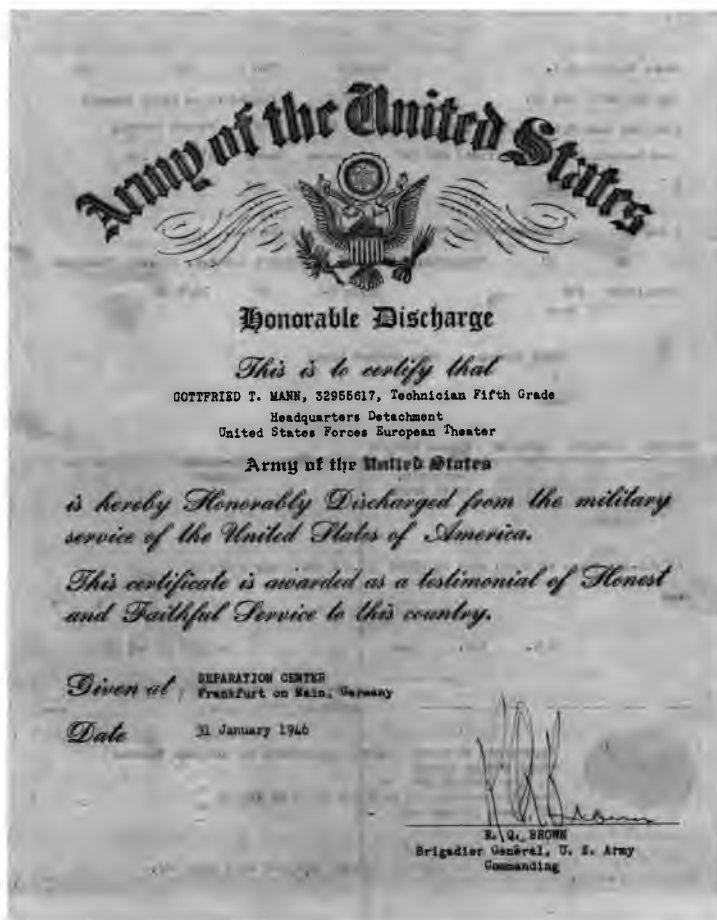 Army of the United States
Honorable Discharge
This is to certify that
GOTTFRIED T. MANN, 32955617, Technician Fifth Grade
Headquarters Detachment
United States Forces European Theater
Army of the United States
is hereby Honorably Discharged from the military
service of the United States of America.
This certificate is awarded as a testimonial of Honest
and Faithful Service to this country.
Given at SEPARATION CENTER
Frankfurt on Main, Germany
Date 31 January 1946
Q. BROWN
Brigadier General, U. S. Army
Commanding